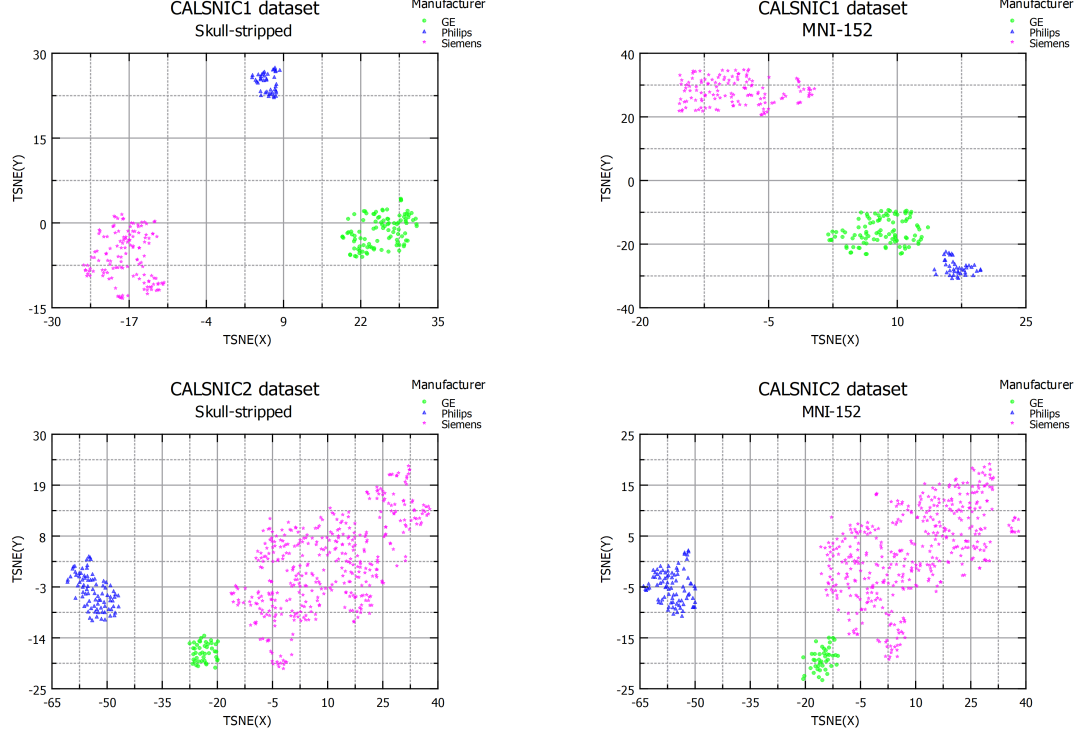 CALSNIC1 dataset
Skull-stripped
Manufacturer
GE
Philips
Siemens
30
15
0
-15
TSNE(Y)
-30 -17 -4 9 22 35
TSNE(X)
CALSNIC1 dataset
MNI-152
Manufacturer
GE
Philips
Siemens
40
20
0
-20
-40
TSNE(Y)
-20 -5 10 25
TSNE(X)
CALSNIC2 dataset
Skull-stripped
Manufacturer
GE
Philips
Siemens
30
19
8
-3
-14
-25
TSNE(Y)
-65 -50 -35 -20 -5 10 25 40
TSNE(X)
CALSNIC2 dataset
MNI-152
Manufacturer
GE
Philips
Siemens
25
15
5
-5
-15
-25
TSNE(Y)
-65 -50 -35 -20 -5 10 25 40
TSNE(X)